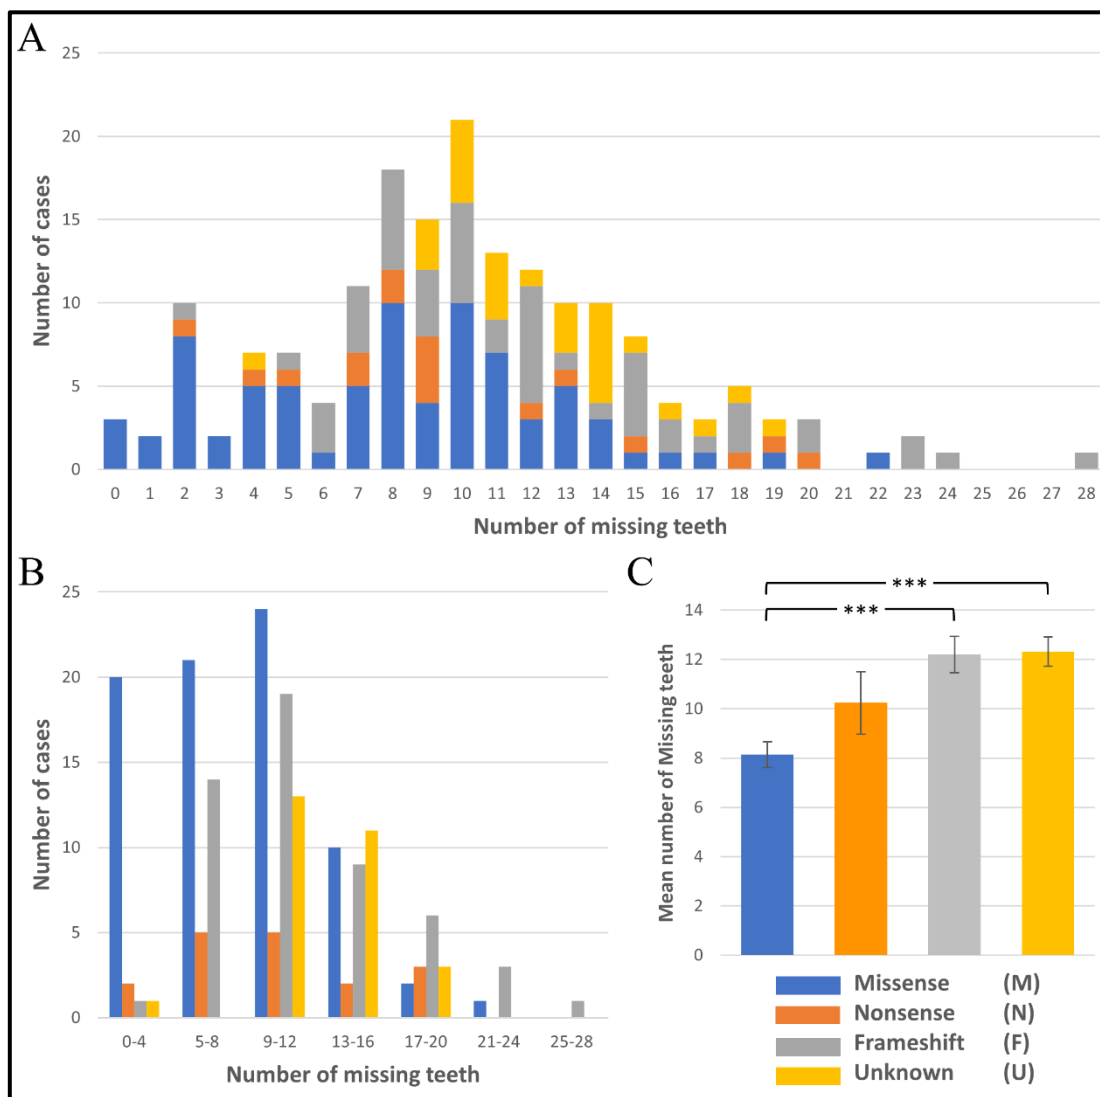 A
25
20
15
10
5
0
Number of cases
0 1 2 3 4 5 6 7 8 9 10 11 12 13 14 15 16 17 18 19 20 21 22 23 24 25 26 27 28
Number of missing teeth
B
25
20
15
10
5
0
Number of cases
0-4 5-8 9-12 13-16 17-20 21-24 25-28
Number of missing teeth
C
***
***
14
12
10
8
6
4
2
0
Mean number of Missing teeth
Missense (M)
Nonsense (N)
Frameshift (F)
Unknown (U)